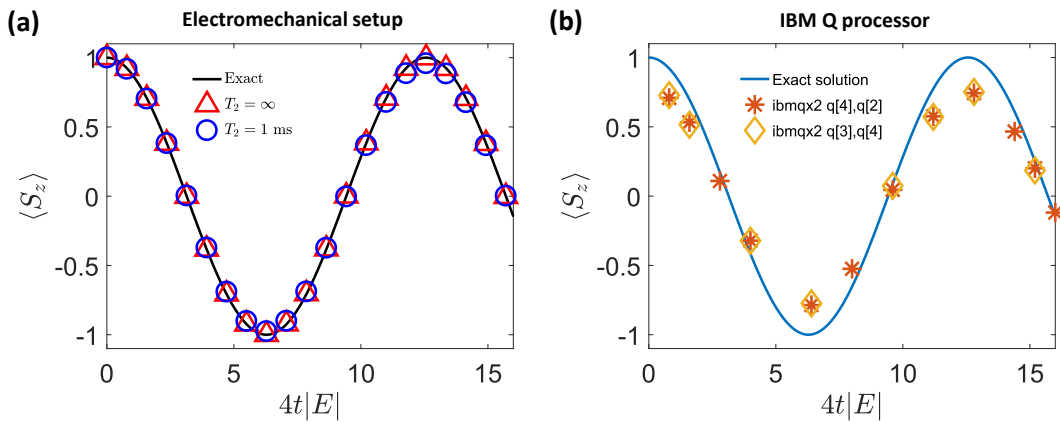 (a)
Electromechanical setup
1
0.5
0
-0.5
-1
⟨S_z⟩
Exact
T_2 = ∞
T_2 = 1 ms
0 5 10 15
4t|E|
(b)
IBM Q processor
1
0.5
0
-0.5
-1
⟨S_z⟩
Exact solution
ibmqx2 q[4],q[2]
ibmqx2 q[3],q[4]
0 5 10 15
4t|E|